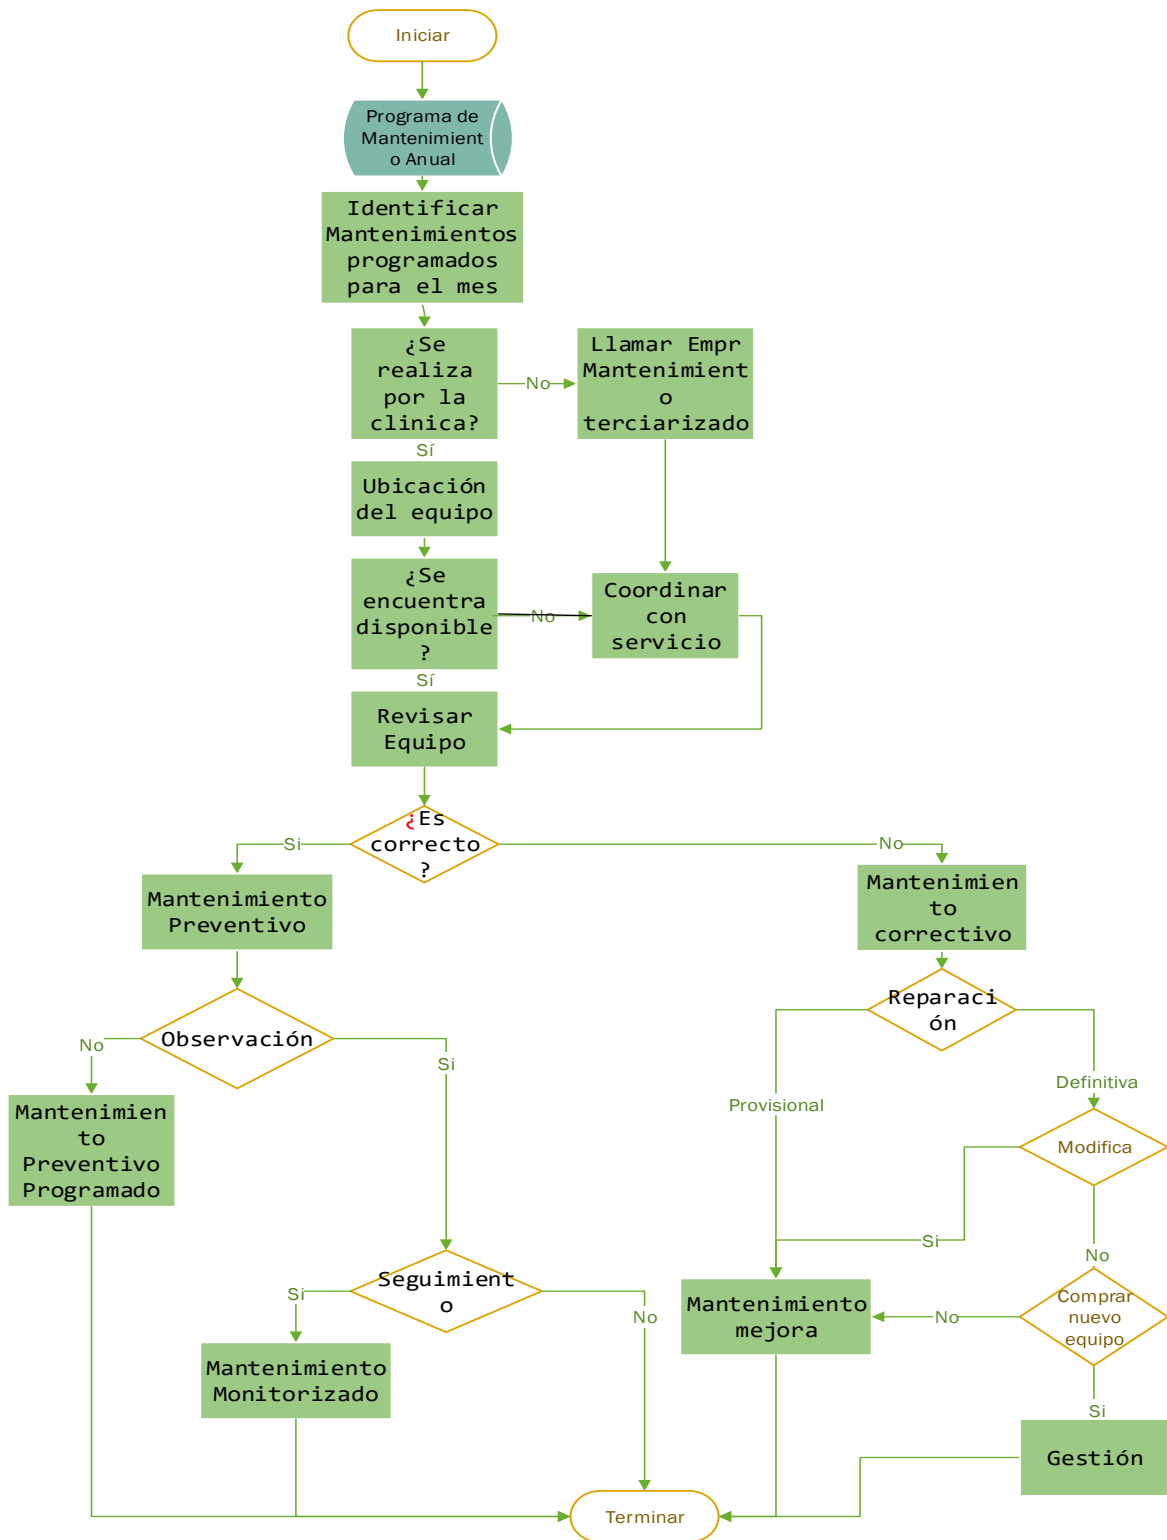 Iniciar
Programa de
Mantenimient
o Anual
Identificar
Mantenimientos
programados
para el mes
¿Se
realiza
por la
clinica?
No
Llamar Empr
Mantenimient
o
terciarizado
Sí
Ubicación
del equipo
¿Se
encuentra
disponible
?
No
Coordinar
con
servicio
Sí
Revisar
Equipo
¿Es
correcto
?
Si
No
Mantenimiento
Preventivo
Mantenimien
to
correctivo
Observación
Reparaci
ón
No
Si
Mantenimien
to
Preventivo
Programado
Provisional
Definitiva
Modifica
Si
No
Seguimient
o
Si
No
Mantenimiento
mejora
No
Comprar
nuevo
equipo
Mantenimiento
Monitorizado
Si
Gestión
Terminar